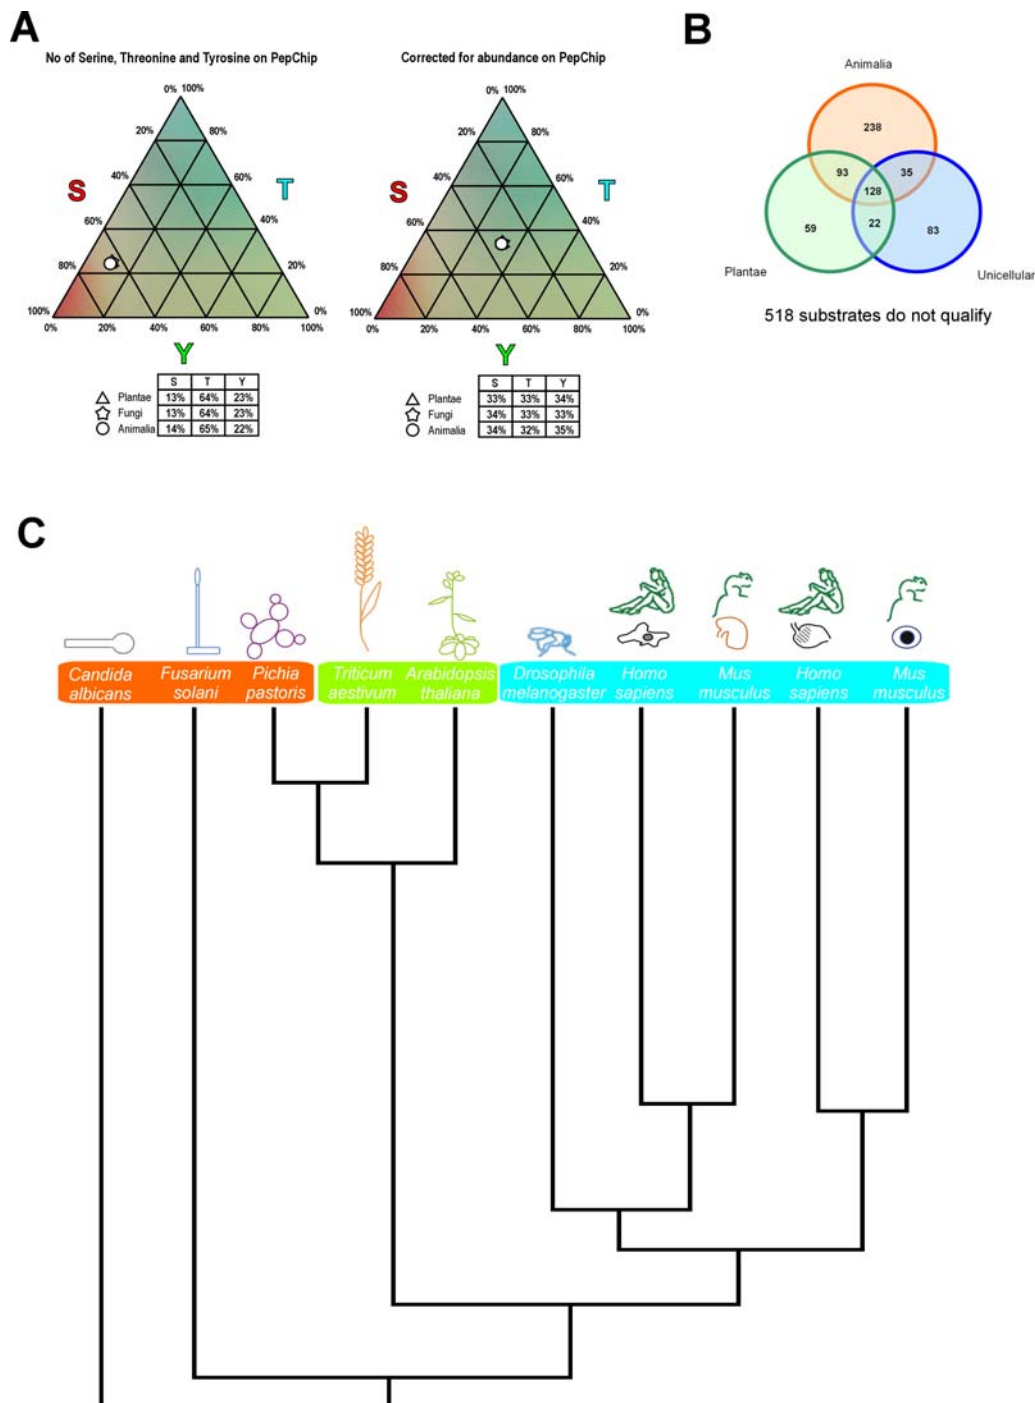 A
No of Serine, Threonine and Tyrosine on PepChip
0% 100%
20% 80%
40% 60%
S T
60% 40%
80% 20%
100% 0%
0% 20% 40% 60% 80% 100%
Y
S T Y
Plantae 13% 64% 23%
Fungi 13% 64% 23%
Animalia 14% 65% 22%
Corrected for abundance on PepChip
0% 100%
20% 80%
40% 60%
S T
60% 40%
80% 20%
100% 0%
0% 20% 40% 60% 80% 100%
Y
S T Y
Plantae 33% 33% 34%
Fungi 34% 33% 33%
Animalia 34% 32% 35%
B
Animalia
238
93 35
128
59 22 83
Plantae Unicellular
518 substrates do not qualify
C
Candida albicans
Fusarium solani
Pichia pastoris
Triticum aestivum
Arabidopsis thaliana
Drosophila melanogaster
Homo sapiens
Mus musculus
Homo sapiens
Mus musculus